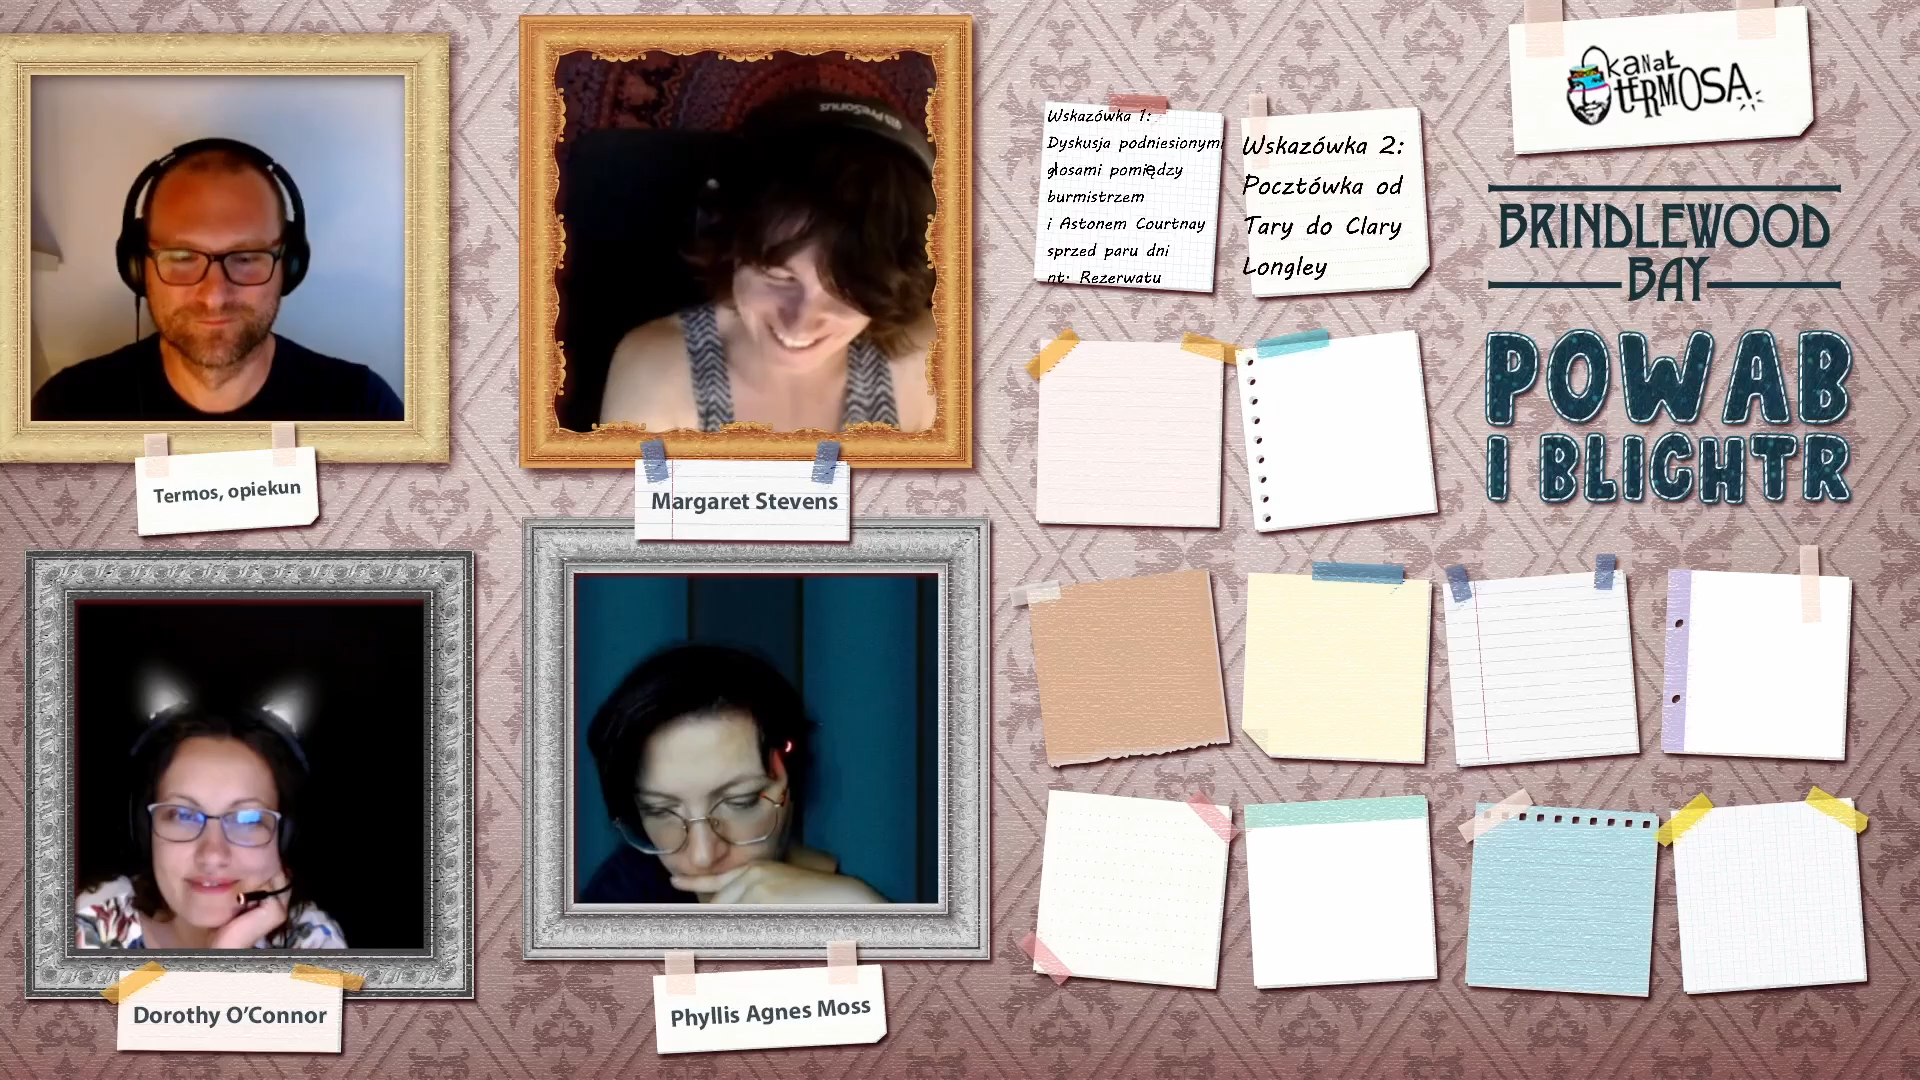 PreSonus
Termos, opiekun
Margaret Stevens
Dorothy O'Connor
Phyllis Agnes Moss
Wskazówka 1:
Dyskusja podniesionymi
głosami pomiędzy
burmistrzem
i Astonem Courtnay
sprzed paru dni
nt. Rezerwatu
Wskazówka 2:
Pocztówka od
Tary do Clary
Longley
kanał
termosa
BRINDLEWOOD
BAY
POWAB
I BLICHTR